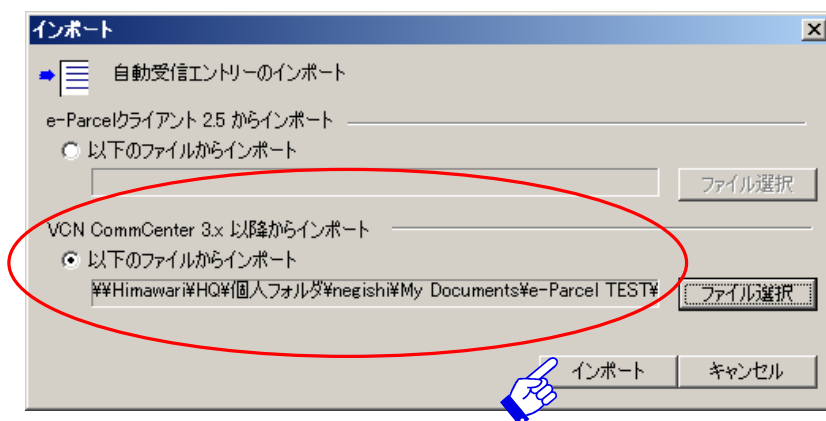 インポート
自動受信エントリーのインポート
e-Parcelクライアント 2.5 からインポート
以下のファイルからインポート
ファイル選択
VCN CommCenter 3.x 以降からインポート
以下のファイルからインポート
¥¥Himawari¥HQ¥個人フォルダ¥negishi¥My Documents¥e-Parcel TEST¥
ファイル選択
インポート
キャンセル